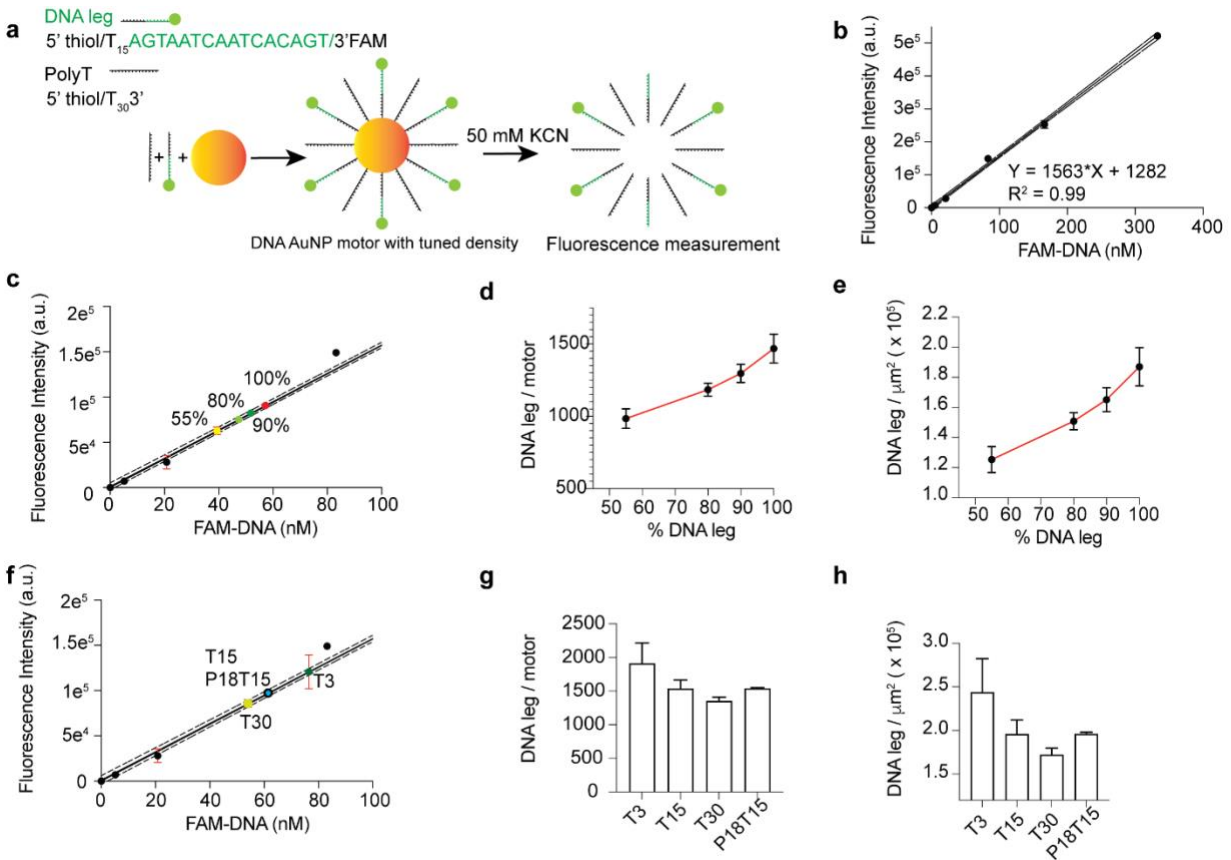 a
DNA leg
5' thiol/T15AGTAATCAATCACAGT/3'FAM
PolyT
5' thiol/T303'
+ +
50 mM KCN
DNA AuNP motor with tuned density
Fluorescence measurement
b
Fluorescence Intensity (a.u.)
5e5
4e5
3e5
2e5
1e5
0
Y = 1563*X + 1282
R2 = 0.99
0 100 200 300 400
FAM-DNA (nM)
c
Fluorescence Intensity (a.u.)
2e5
1.5e5
1e5
5e4
0
100%
80%
55%
90%
0 20 40 60 80 100
FAM-DNA (nM)
d
DNA leg / motor
1500
1000
500
50 60 70 80 90 100
% DNA leg
e
DNA leg / μm2 ( x 105)
2.2
2.0
1.8
1.6
1.4
1.2
1.0
50 60 70 80 90 100
% DNA leg
f
Fluorescence Intensity (a.u.)
2e5
1.5e5
1e5
5e4
0
T15
P18T15
T3
T30
0 20 40 60 80 100
FAM-DNA (nM)
g
DNA leg / motor
2500
2000
1500
1000
500
0
T3 T15 T30 P18T15
h
DNA leg / μm2 ( x 105)
3.0
2.5
2.0
1.5
T3 T15 T30 P18T15